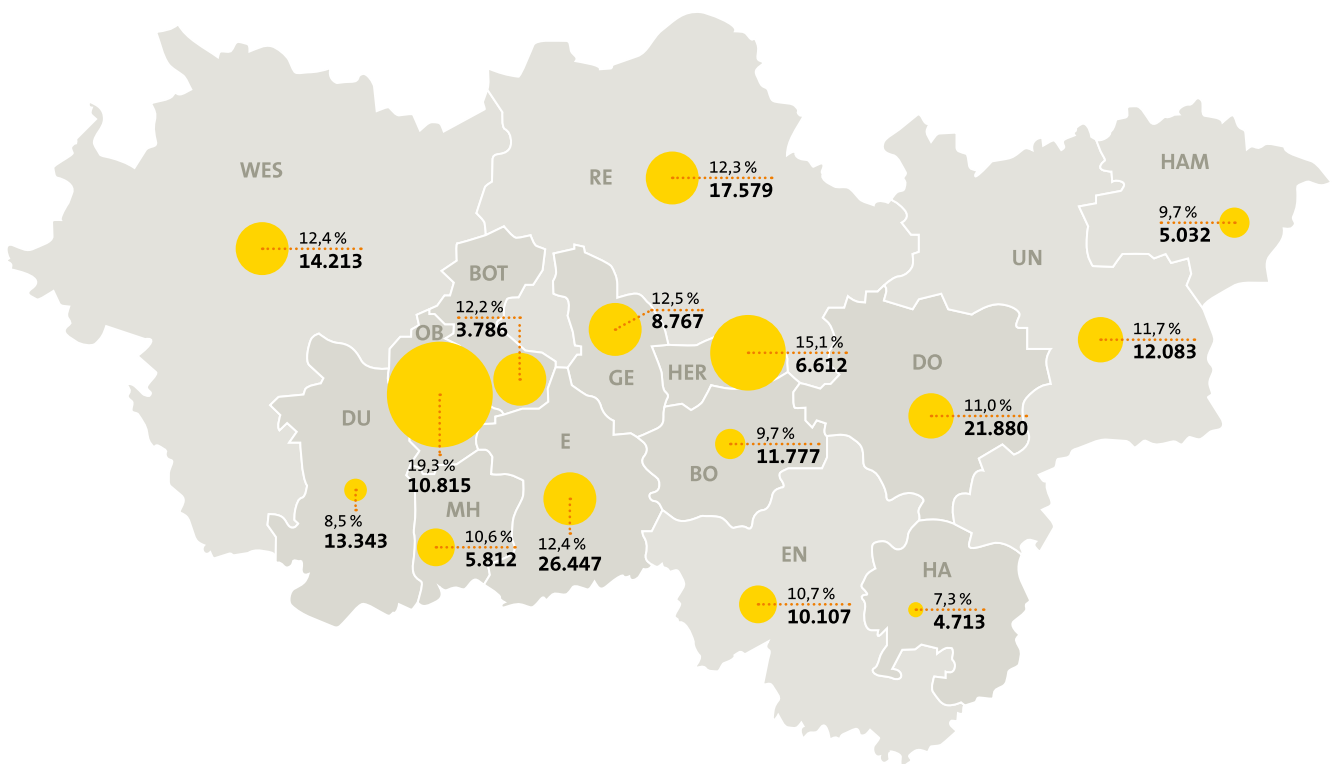 WES
12,4 %
14.213
RE
12,3 %
17.579
HAM
9,7 %
5.032
UN
11,7 %
12.083
BOT
12,2 %
3.786
OB
19,3 %
10.815
GE
12,5 %
8.767
HER
15,1 %
6.612
DO
11,0 %
21.880
DU
8,5 %
13.343
E
12,4 %
26.447
BO
9,7 %
11.777
MH
10,6 %
5.812
EN
10,7 %
10.107
HA
7,3 %
4.713